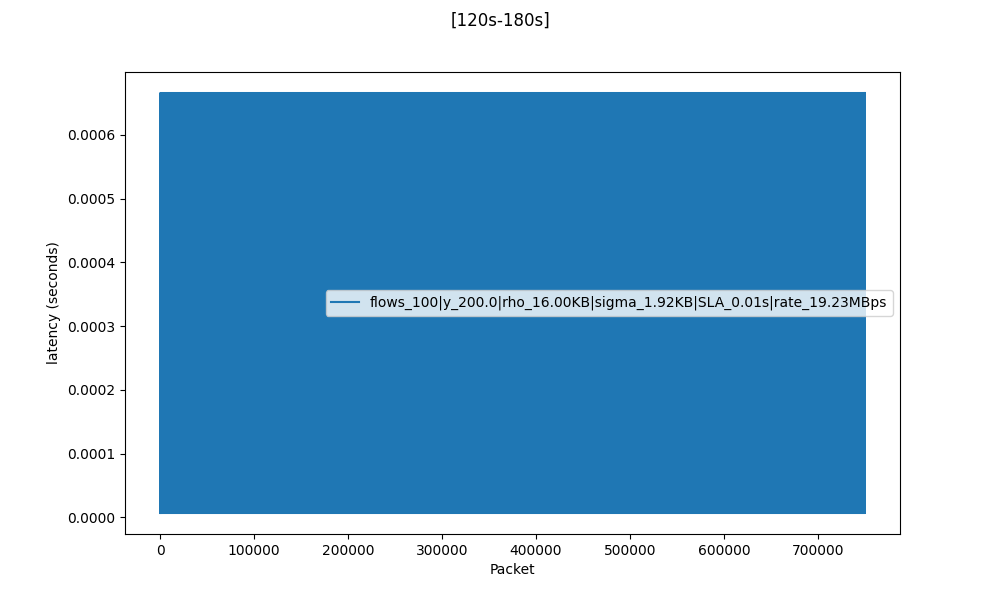 [120s-180s]
0.0006
0.0005
0.0004
0.0003
0.0002
0.0001
0.0000
latency (seconds)
flows_100|y_200.0|rho_16.00KB|sigma_1.92KB|SLA_0.01s|rate_19.23MBps
0 100000 200000 300000 400000 500000 600000 700000
Packet